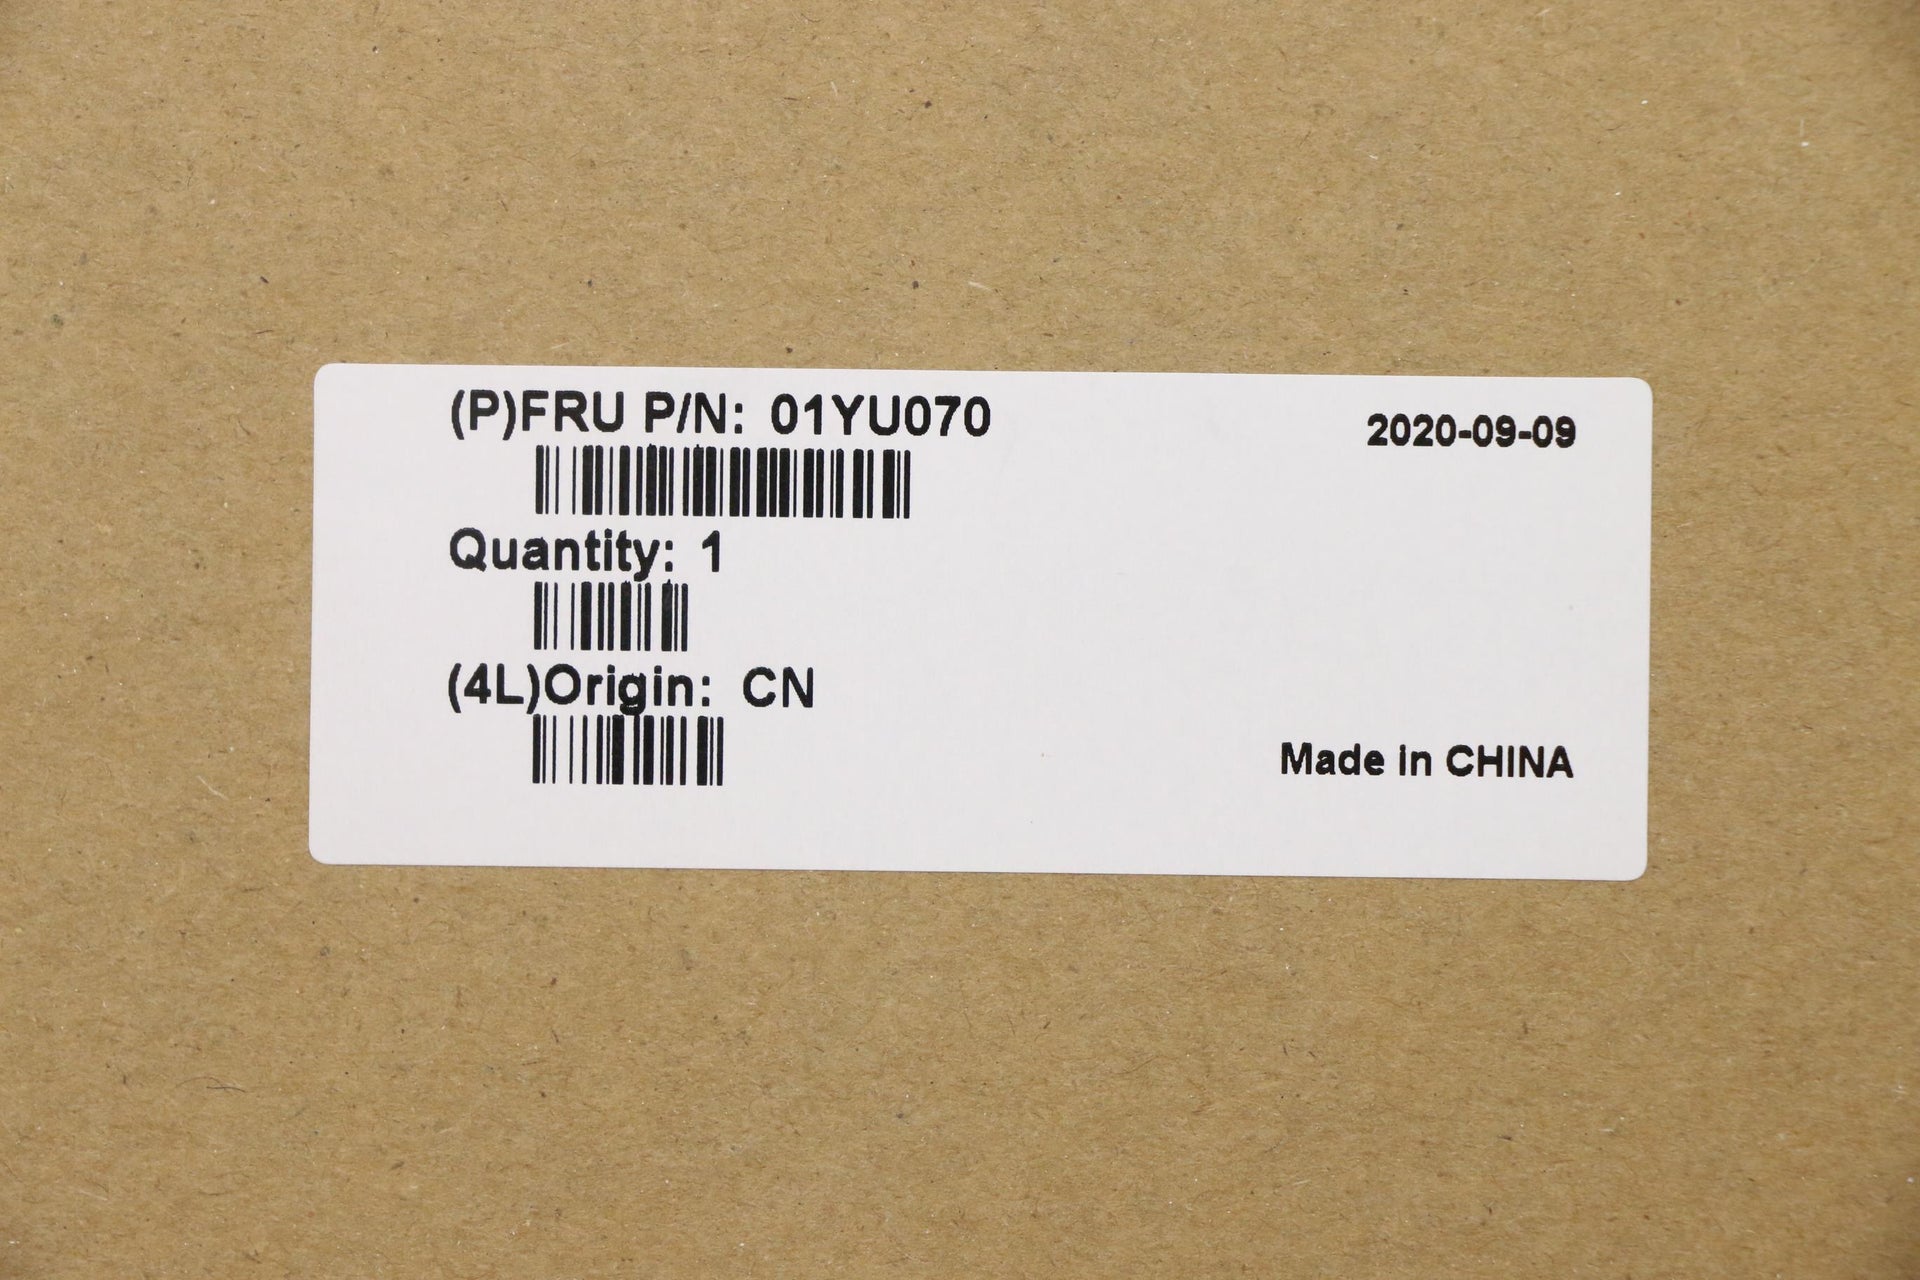 (P)FRU P/N: 01YU070
2020-09-09
Quantity: 1
(4L)Origin: CN
Made in CHINA